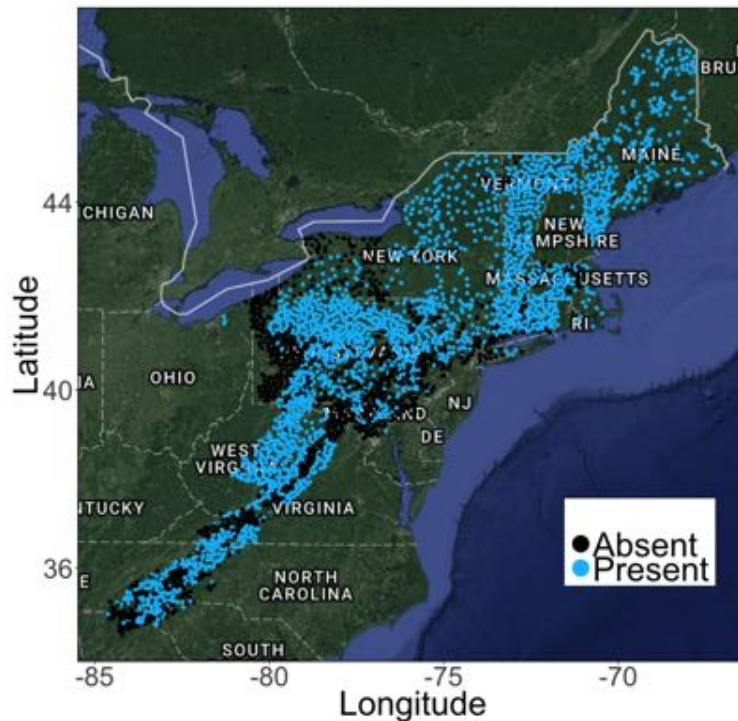 BRU
MAINE
VERMONT
44
ICHIGAN
NEW
HAMPSHIRE
NEW YORK
MASSACHUSETTS
RI
Latitude
40
OHIO
NJ
DE
WEST
VIRGINIA
VIRGINIA
NTUCKY
Absent
Present
36
E
NORTH
CAROLINA
SOUTH
-85
-80
-75
-70
Longitude